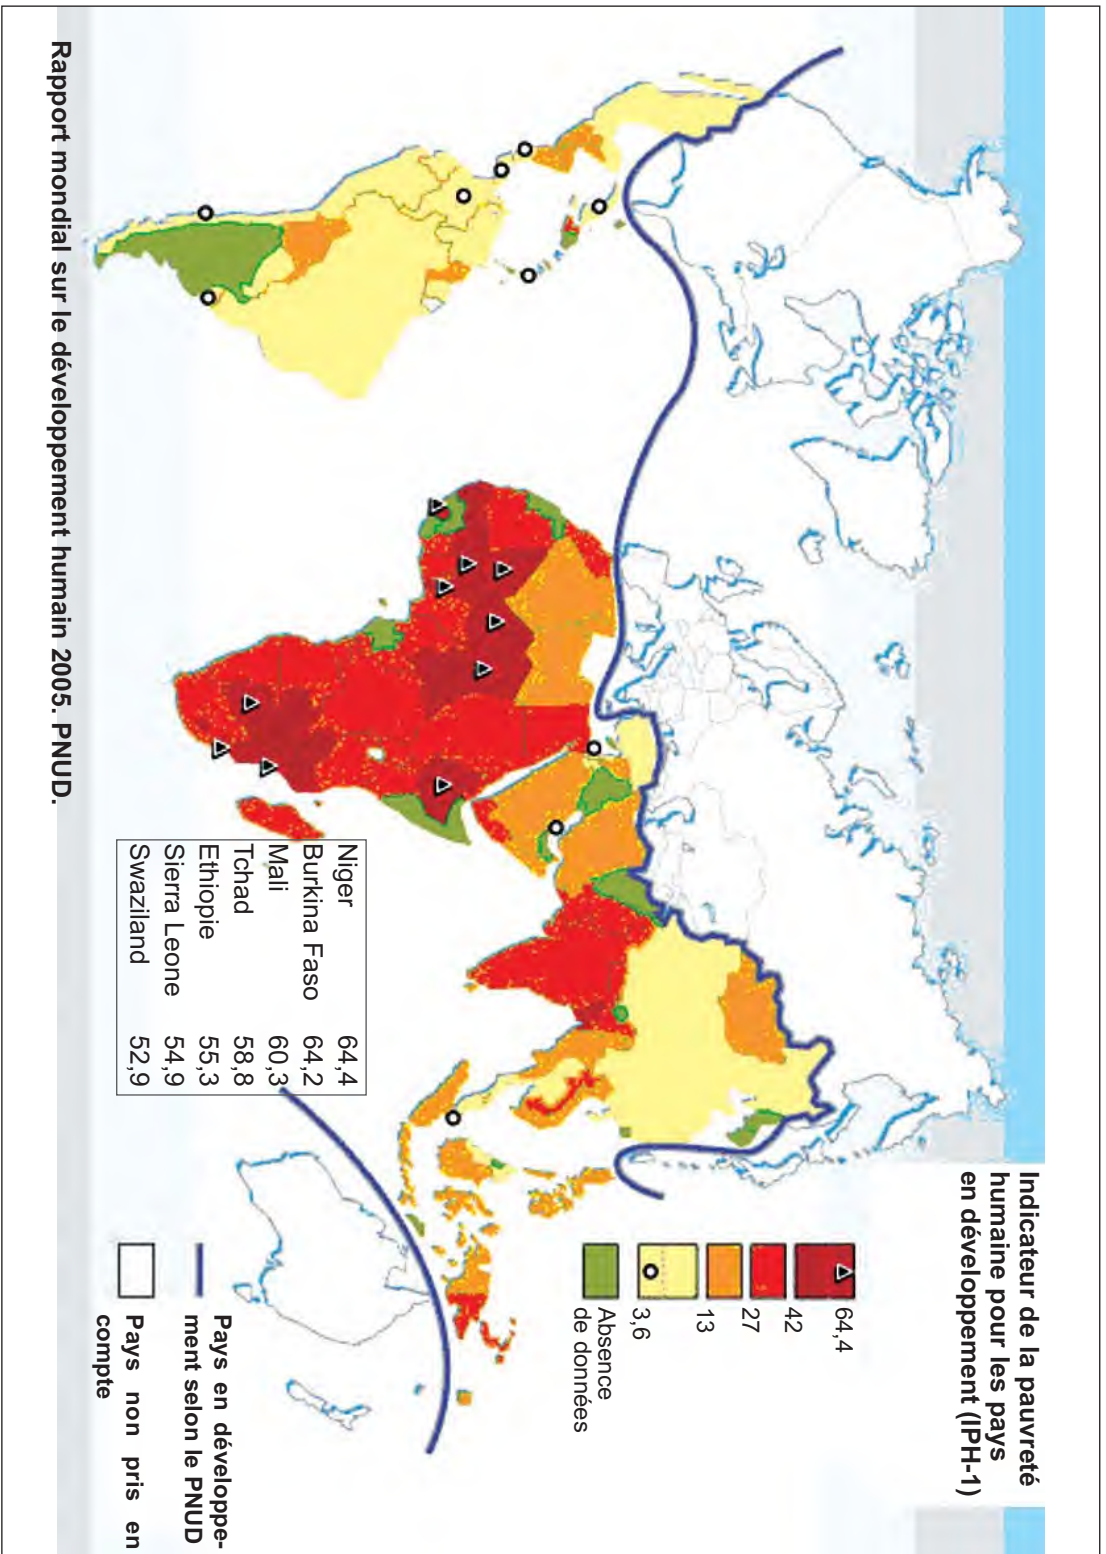 Indicateur de la pauvreté
humaine pour les pays
en développement (IPH-1)
64,4
42
27
13
3,6
Absence
de données
Pays en développe-
ment selon le PNUD
Pays non pris en
compte
Niger 64,4
Burkina Faso 64,2
Mali 60,3
Tchad 58,8
Ethiopie 55,3
Sierra Leone 54,9
Swaziland 52,9
Rapport mondial sur le développement humain 2005. PNUD.